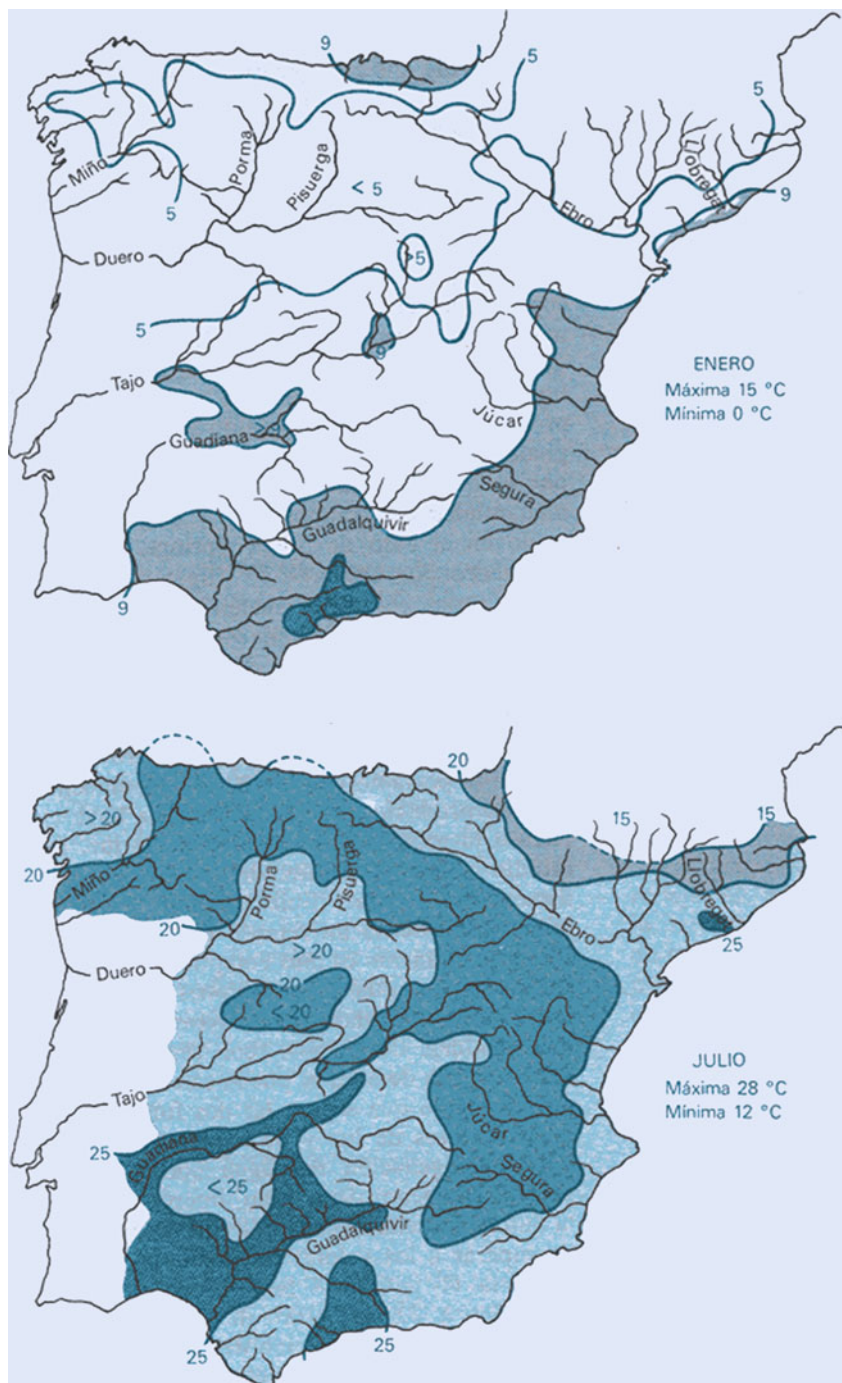 9
5
5
Porma
Pisuerga
Llobregat
Miño
< 5
5
Ebro
9
Duero
>5
5
9
ENERO
Máxima 15 °C
Mínima 0 °C
Tajo
Júcar
> 9
Guadiana
Segura
Guadalquivir
9
20
> 20
15
15
20
Miño
Porma
Pisuerga
Llobregat
20
Ebro
25
> 20
Duero
20
< 20
JULIO
Máxima 28 °C
Mínima 12 °C
Tajo
Júcar
25
Segura
< 25
Guadalquivir
25
25